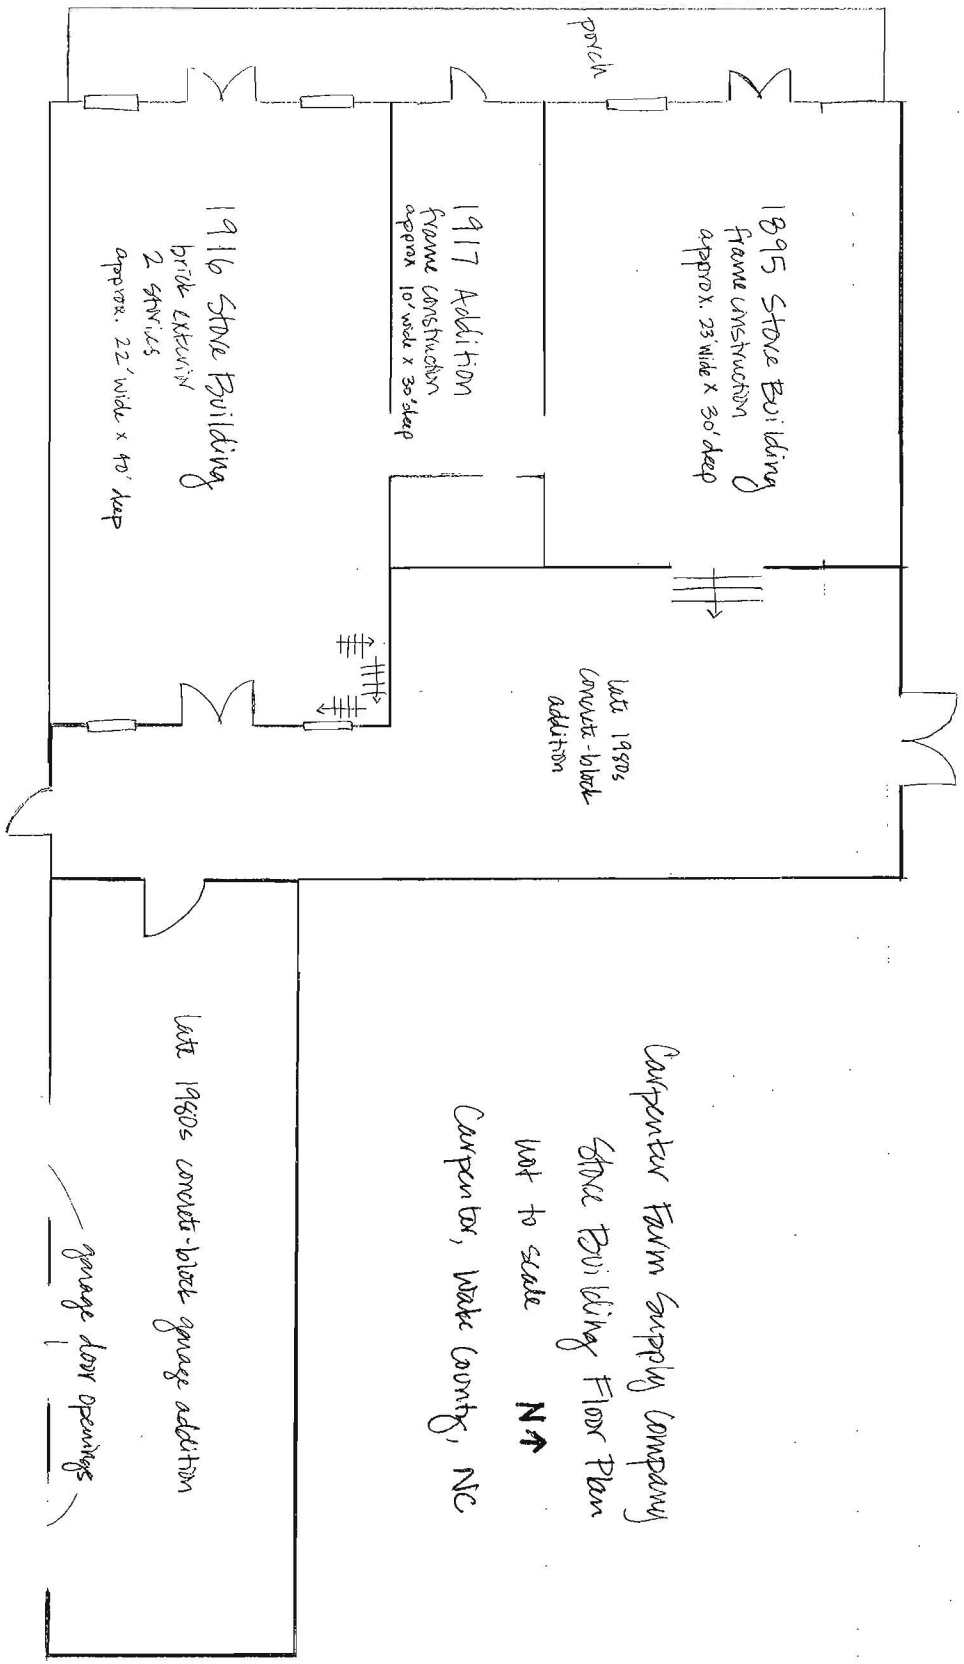 porch
1895 Store Building
frame construction
approx. 23' wide x 30' deep
1917 Addition
frame construction
approx 10' wide x 30' deep
1916 Store Building
brick exterior
2 stories
approx. 22' wide x 40' deep
late 1980s
concrete-block
addition
Carpenter Farm Supply Company
Store Building Floor Plan
not to scale N
Carpenter, Wake County, NC
late 1980s concrete-block garage addition
garage door openings